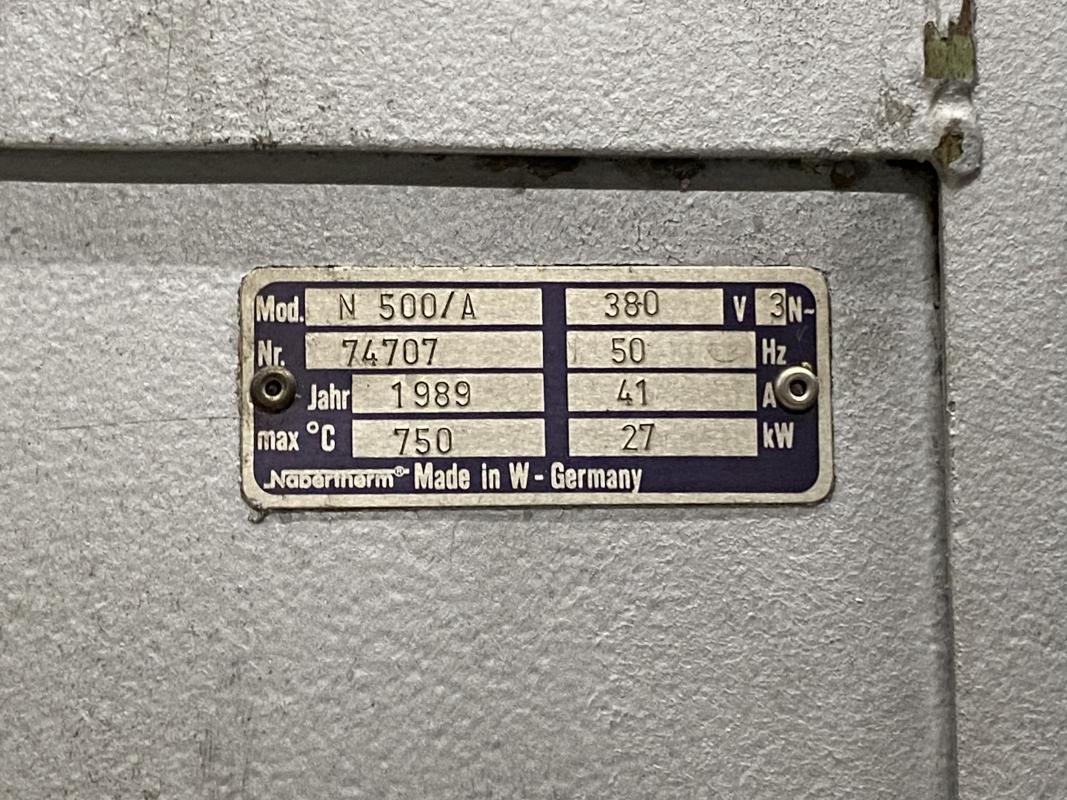 Mod. N 500/A 380 V 3N~
Nr. 74707 50 Hz
Jahr 1989 41 A
max °C 750 27 kW
Nabertherm® Made in W-Germany